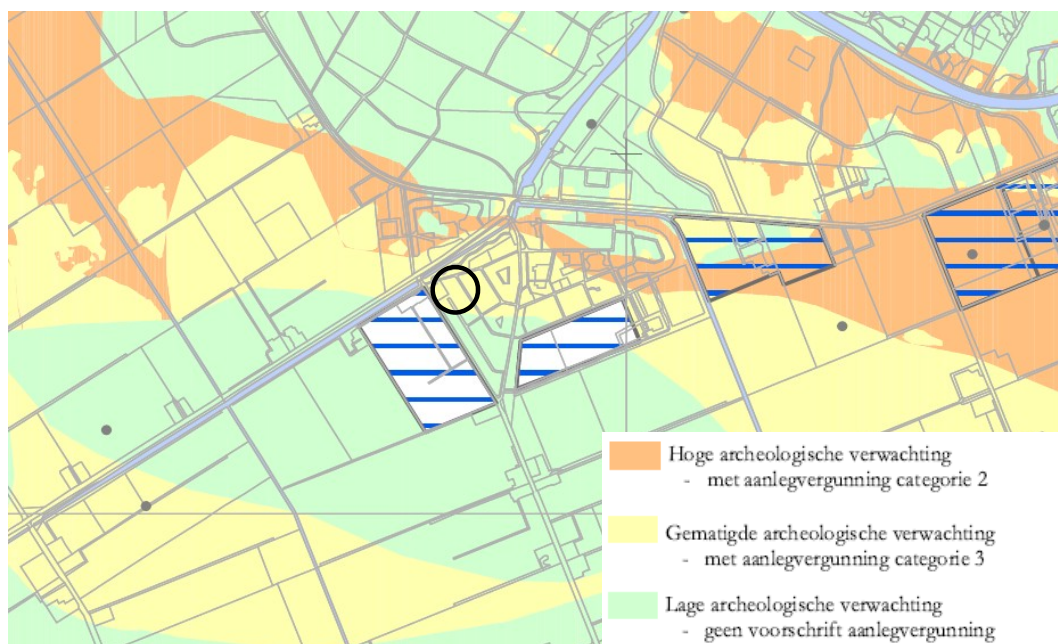 Hoge archeologische verwachting
- met aanlegvergunning categorie 2
Gematigde archeologische verwachting
- met aanlegvergunning categorie 3
Lage archeologische verwachting
- geen voorschrift aanlegvergunning